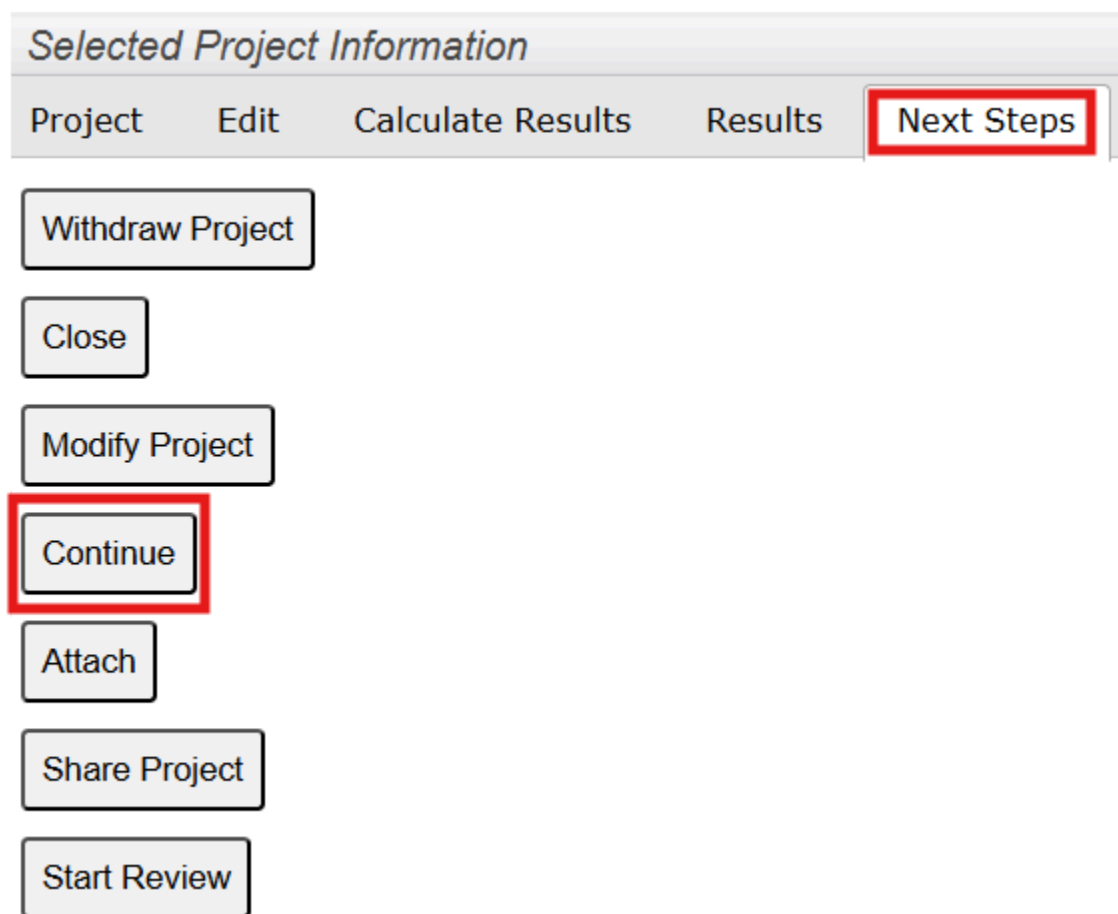 Selected Project Information
Project Edit Calculate Results Results Next Steps
Withdraw Project
Close
Modify Project
Continue
Attach
Share Project
Start Review